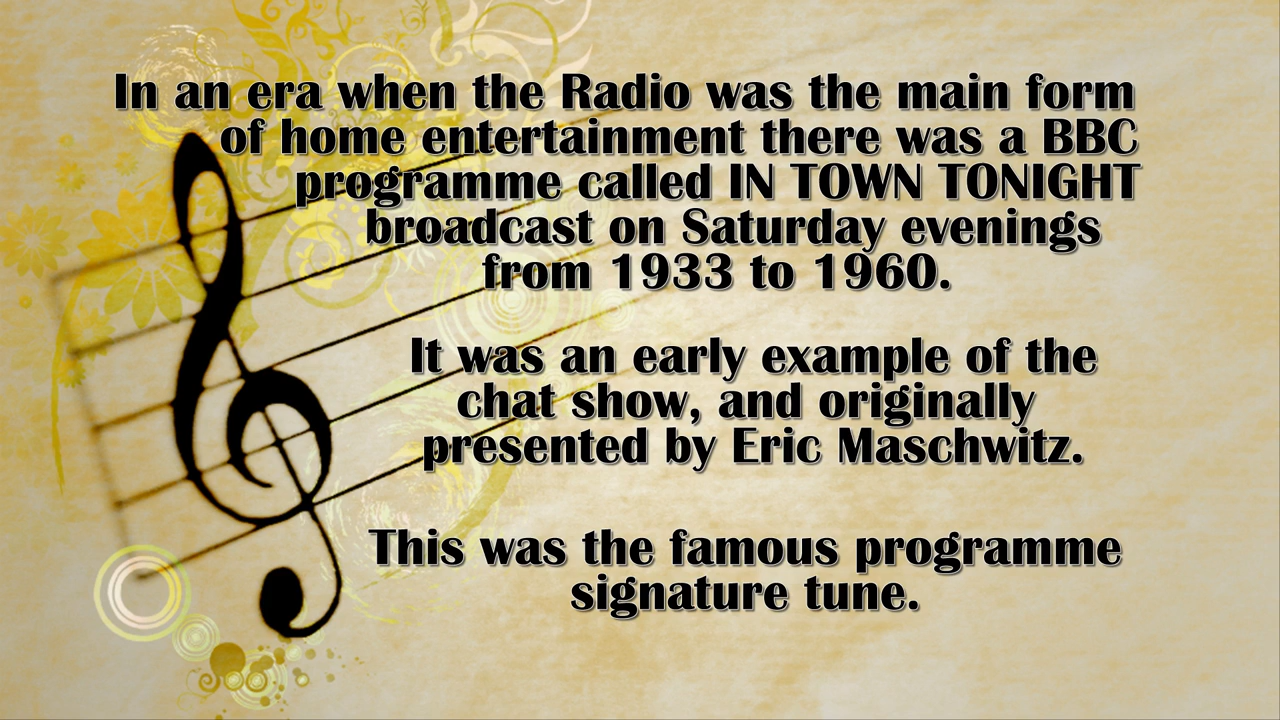 In an era when the Radio was the main form
of home entertainment there was a BBC
programme called IN TOWN TONIGHT
broadcast on Saturday evenings
from 1933 to 1960.
It was an early example of the
chat show, and originally
presented by Eric Maschwitz.
This was the famous programme
signature tune.